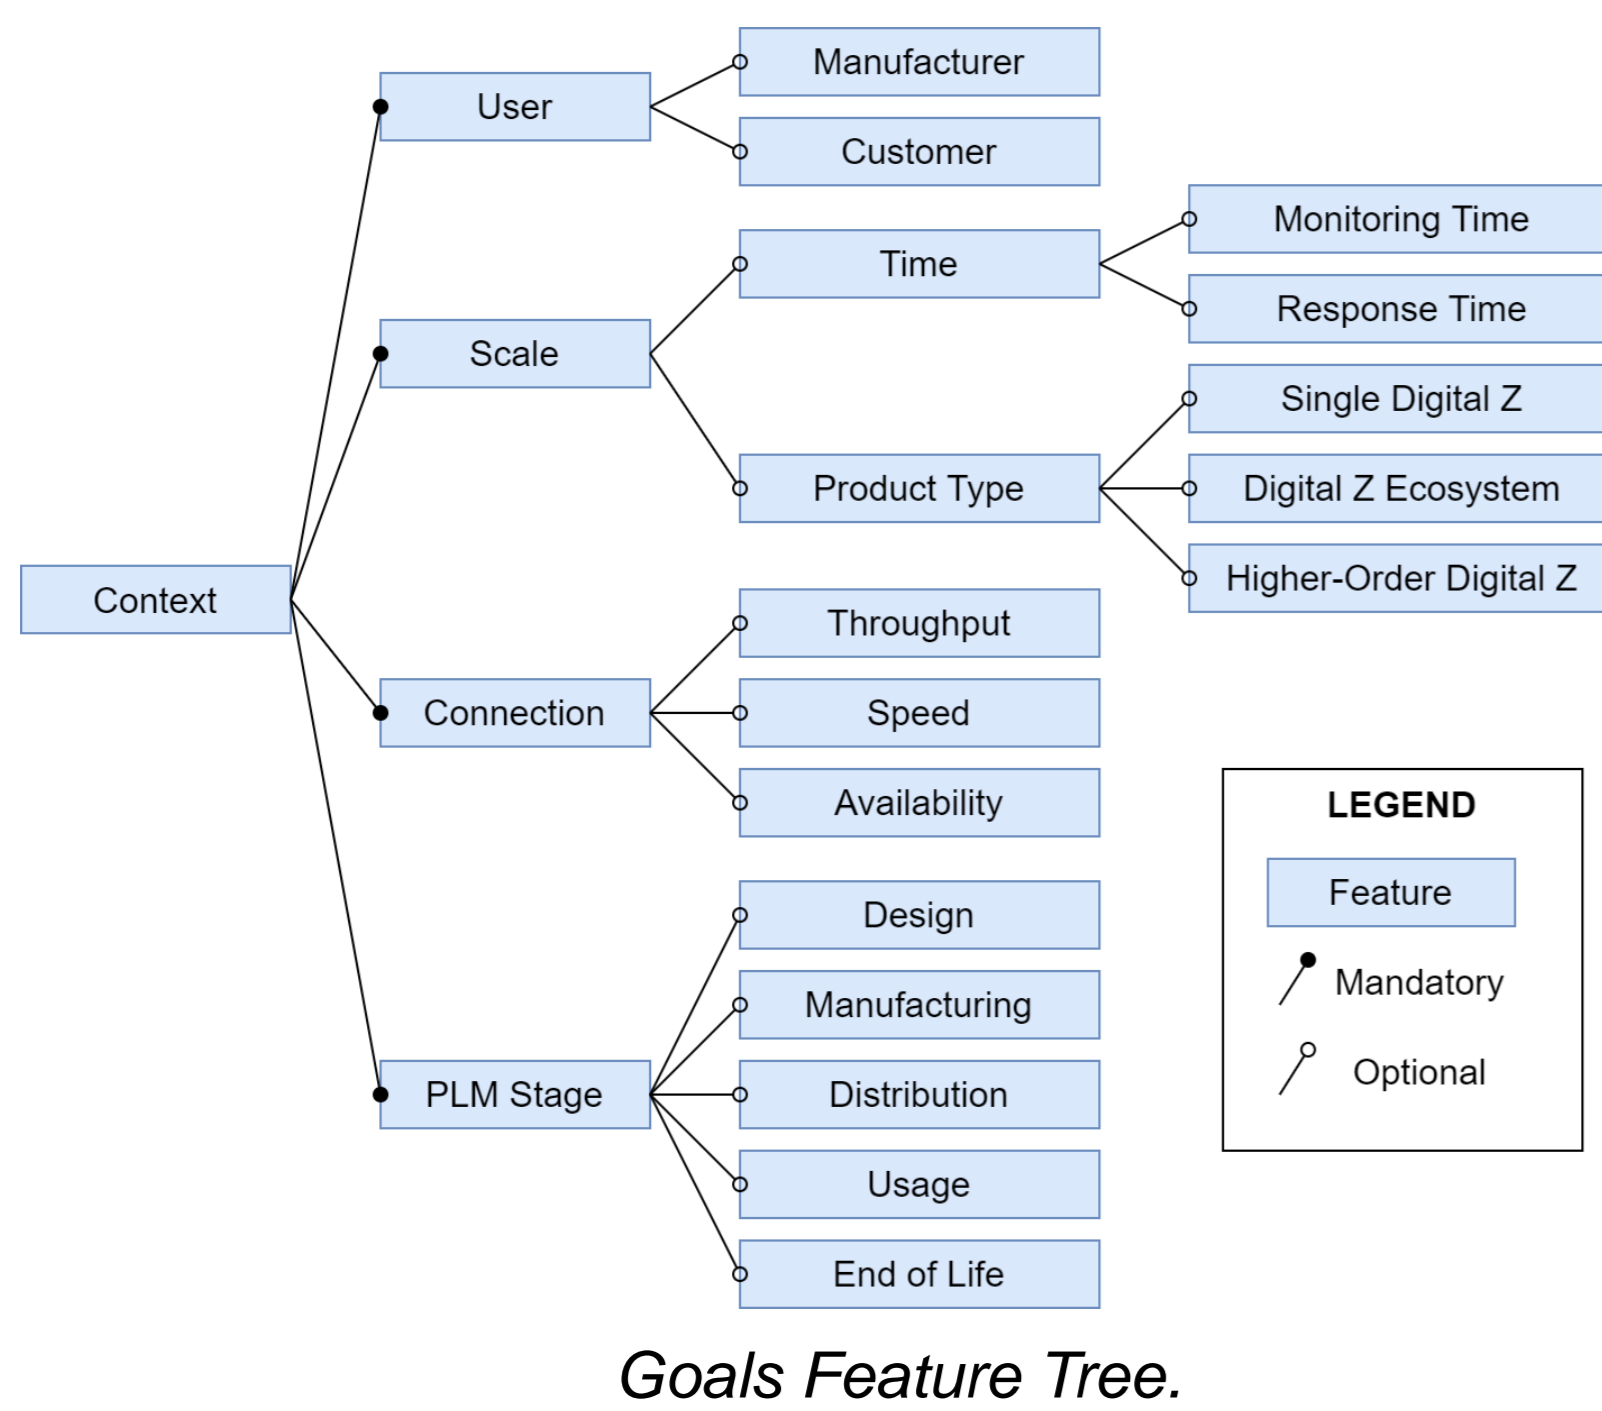 Manufacturer
User
Customer
Monitoring Time
Time
Response Time
Scale
Single Digital Z
Product Type
Digital Z Ecosystem
Higher-Order Digital Z
Context
Throughput
Connection
Speed
Availability
LEGEND
Feature
Mandatory
Optional
Design
Manufacturing
PLM Stage
Distribution
Usage
End of Life
Goals Feature Tree.